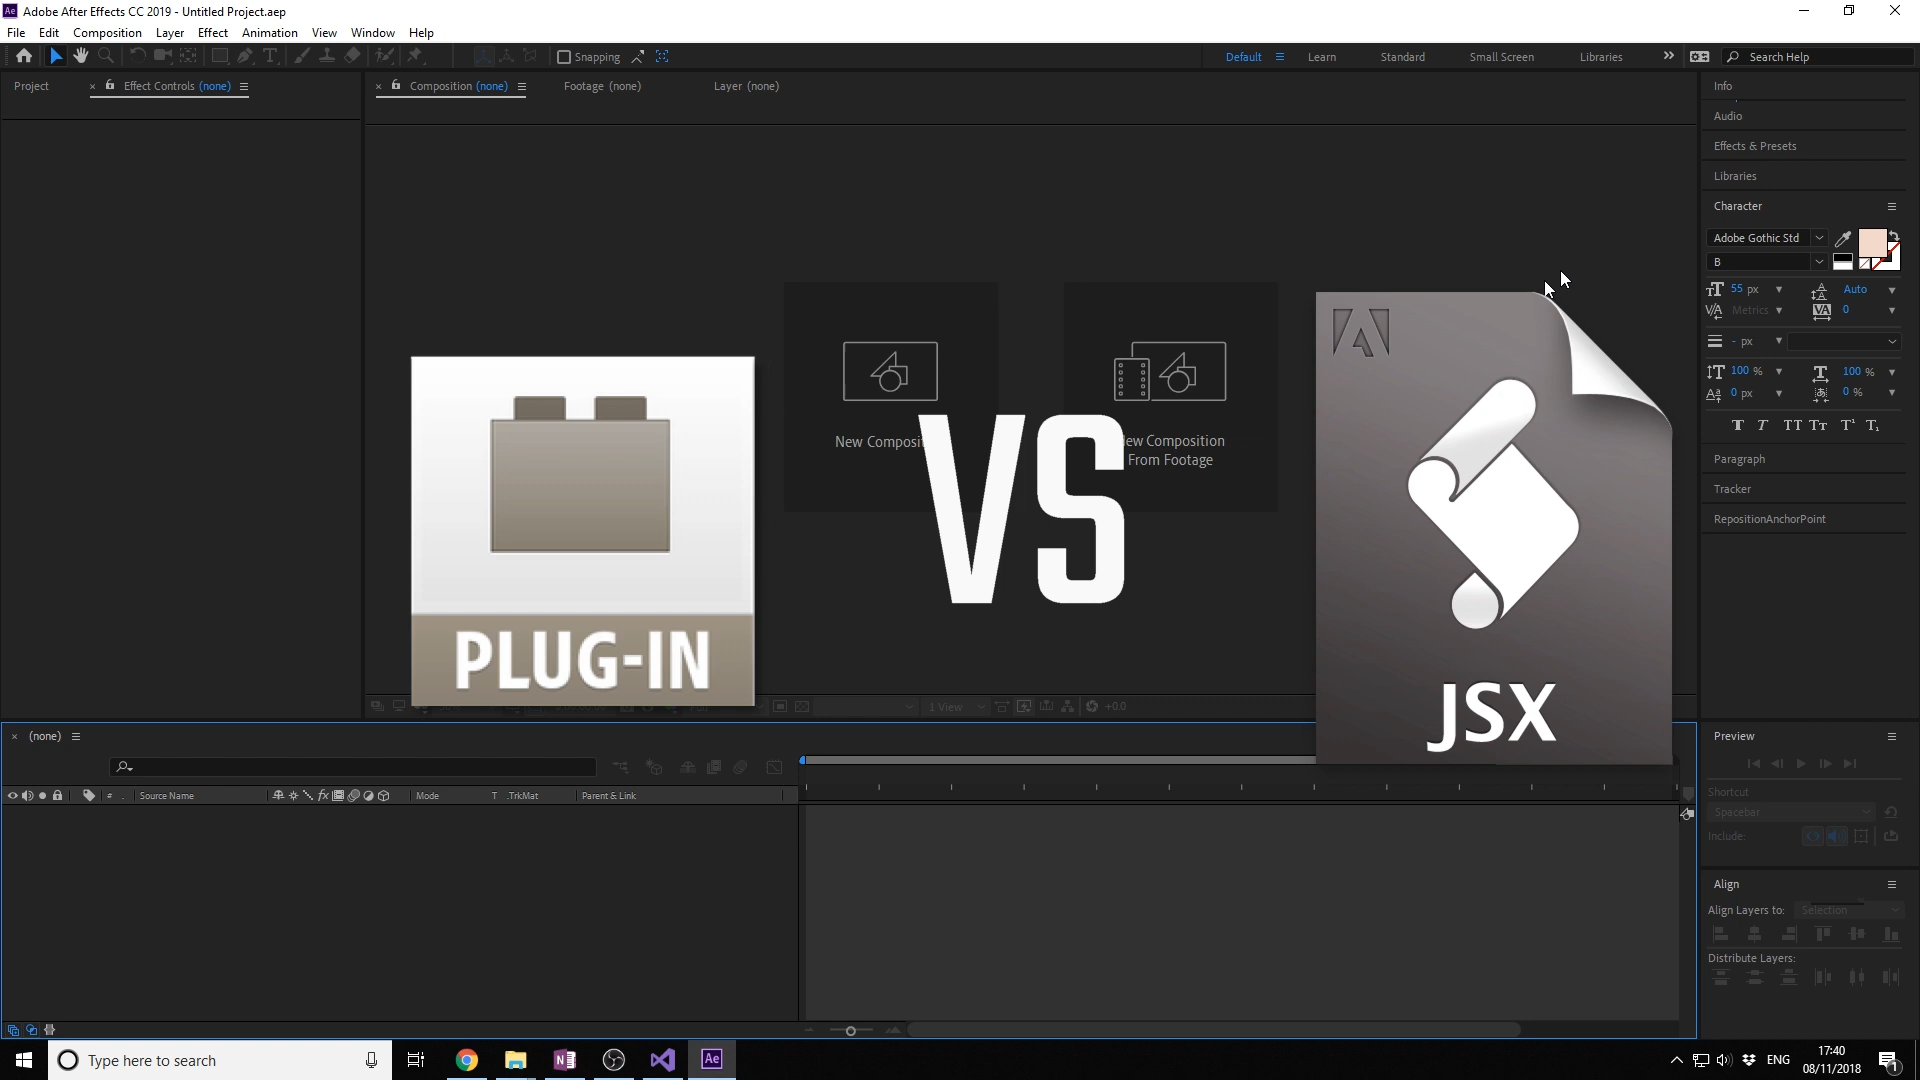 Adobe After Effects CC 2019 - Untitled Project.aep
File Edit Composition Layer Effect Animation View Window Help
Snapping
Default Learn Standard Small Screen Libraries Search Help
Project
Effect Controls (none)
Composition (none)
Footage (none)
Layer (none)
Info
Audio
Effects & Presets
Libraries
Character
Adobe Gothic Std
B
55 px Auto
Metrics 0
- px
100 % 100 %
0 px 0 %
Paragraph
Tracker
RepositionAnchorPoint
New Composition
From Footage
VS
PLUG-IN
JSX
1 View +0.0
(none)
# Source Name Mode T .TrkMat Parent & Link
Preview
Shortcut
Spacebar
Include:
Align
Align Layers to: Selection
Distribute Layers:
Type here to search
Ae
ENG
17:40
08/11/2018
1